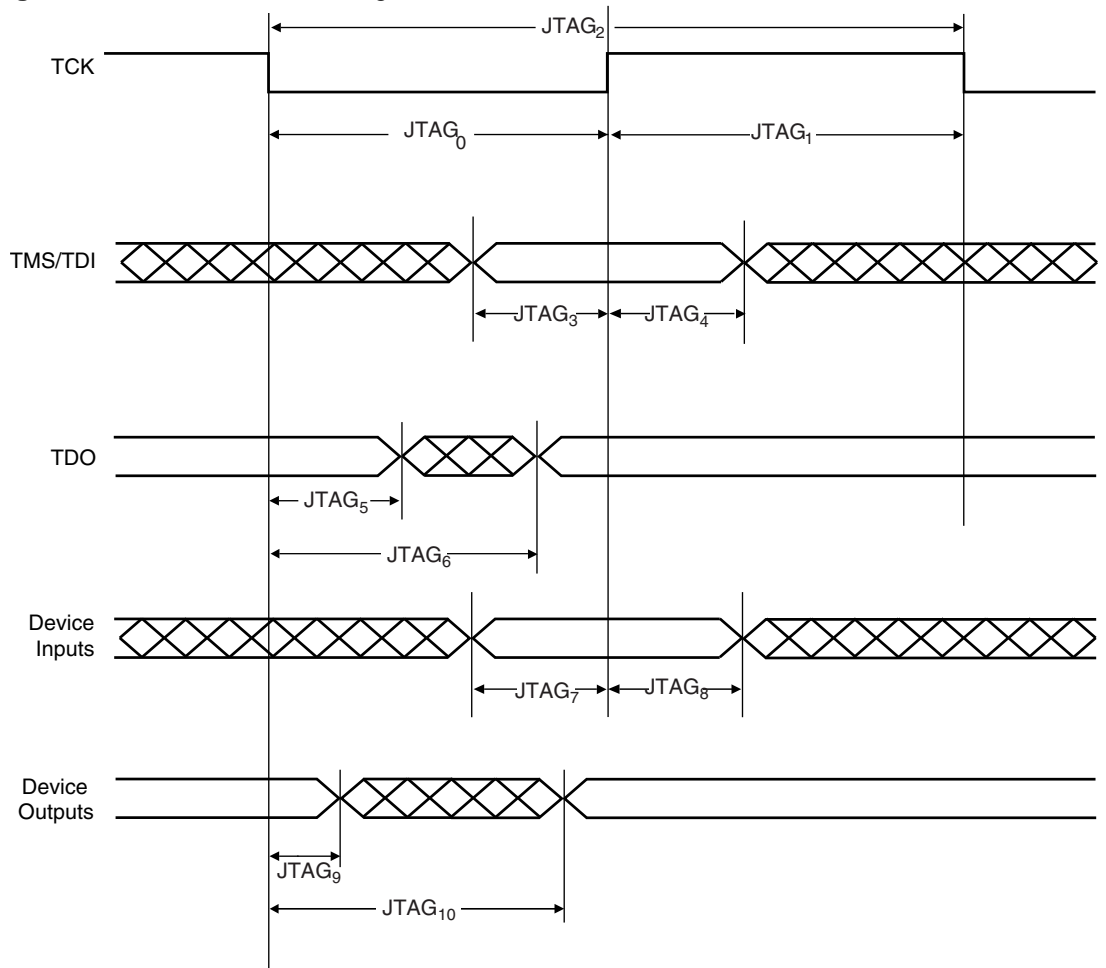 JTAG₂
TCK
JTAG₀
JTAG₁
TMS/TDI
JTAG₃
JTAG₄
TDO
JTAG₅
JTAG₆
Device
Inputs
JTAG₇
JTAG₈
Device
Outputs
JTAG₉
JTAG₁₀